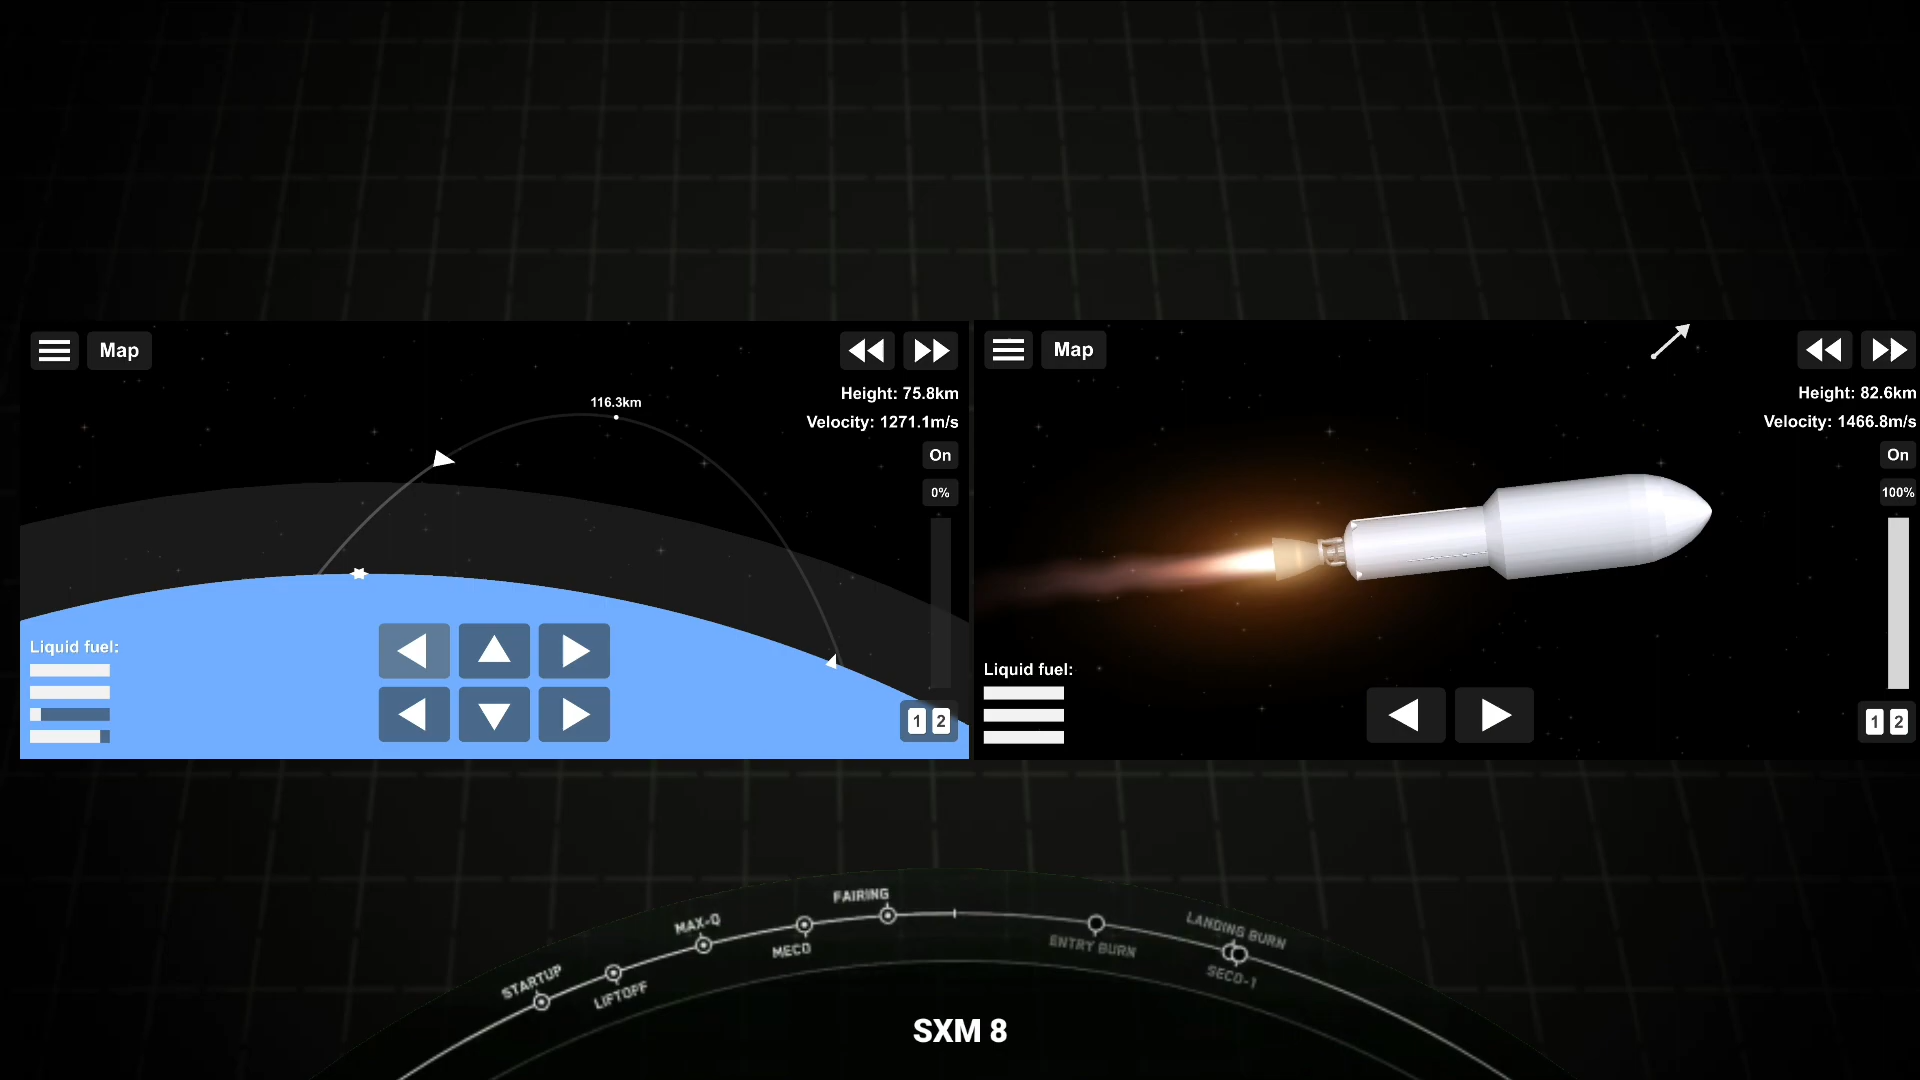 Map
116.3km
Height: 75.8km
Velocity: 1271.1m/s
On
0%
Liquid fuel:
1 2
Map
Height: 82.6km
Velocity: 1466.8m/s
On
100%
Liquid fuel:
1 2
STARTUP
LIFTOFF
MAX-Q
MECO
FAIRING
ENTRY BURN
LANDING BURN
SECO-1
SXM 8